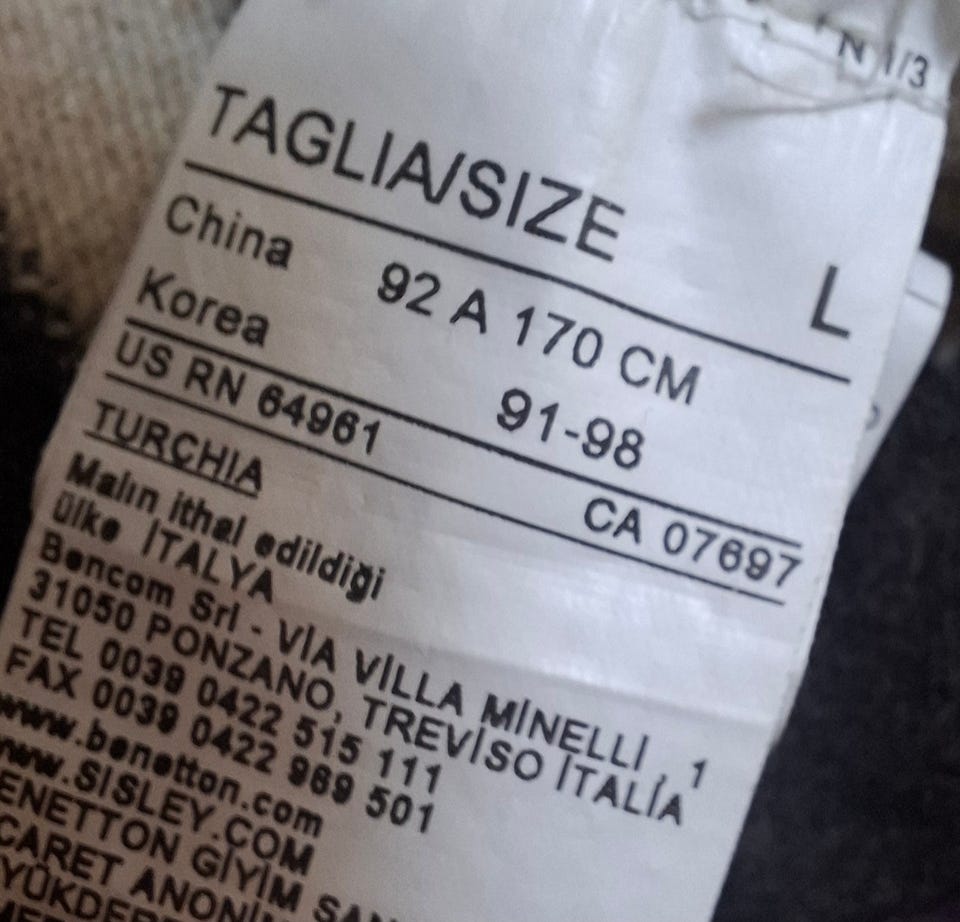 N 1/3
TAGLIA/SIZE L
China 92 A 170 CM
Korea 91-98
US RN 64961 CA 07697
TURCHIA
Malın ithal edildiği
ülke İTALYA
Bencom Srl - VİA VİLLA MİNELLİ , 1
31050 PONZANO, TREVİSO İTALİA
TEL 0039 0422 515 111
FAX 0039 0422 969 501
www.benetton.com
www.SISLEY.COM
ENETTON GİYİM SAN
CARET ANONİM
YÜKDERE